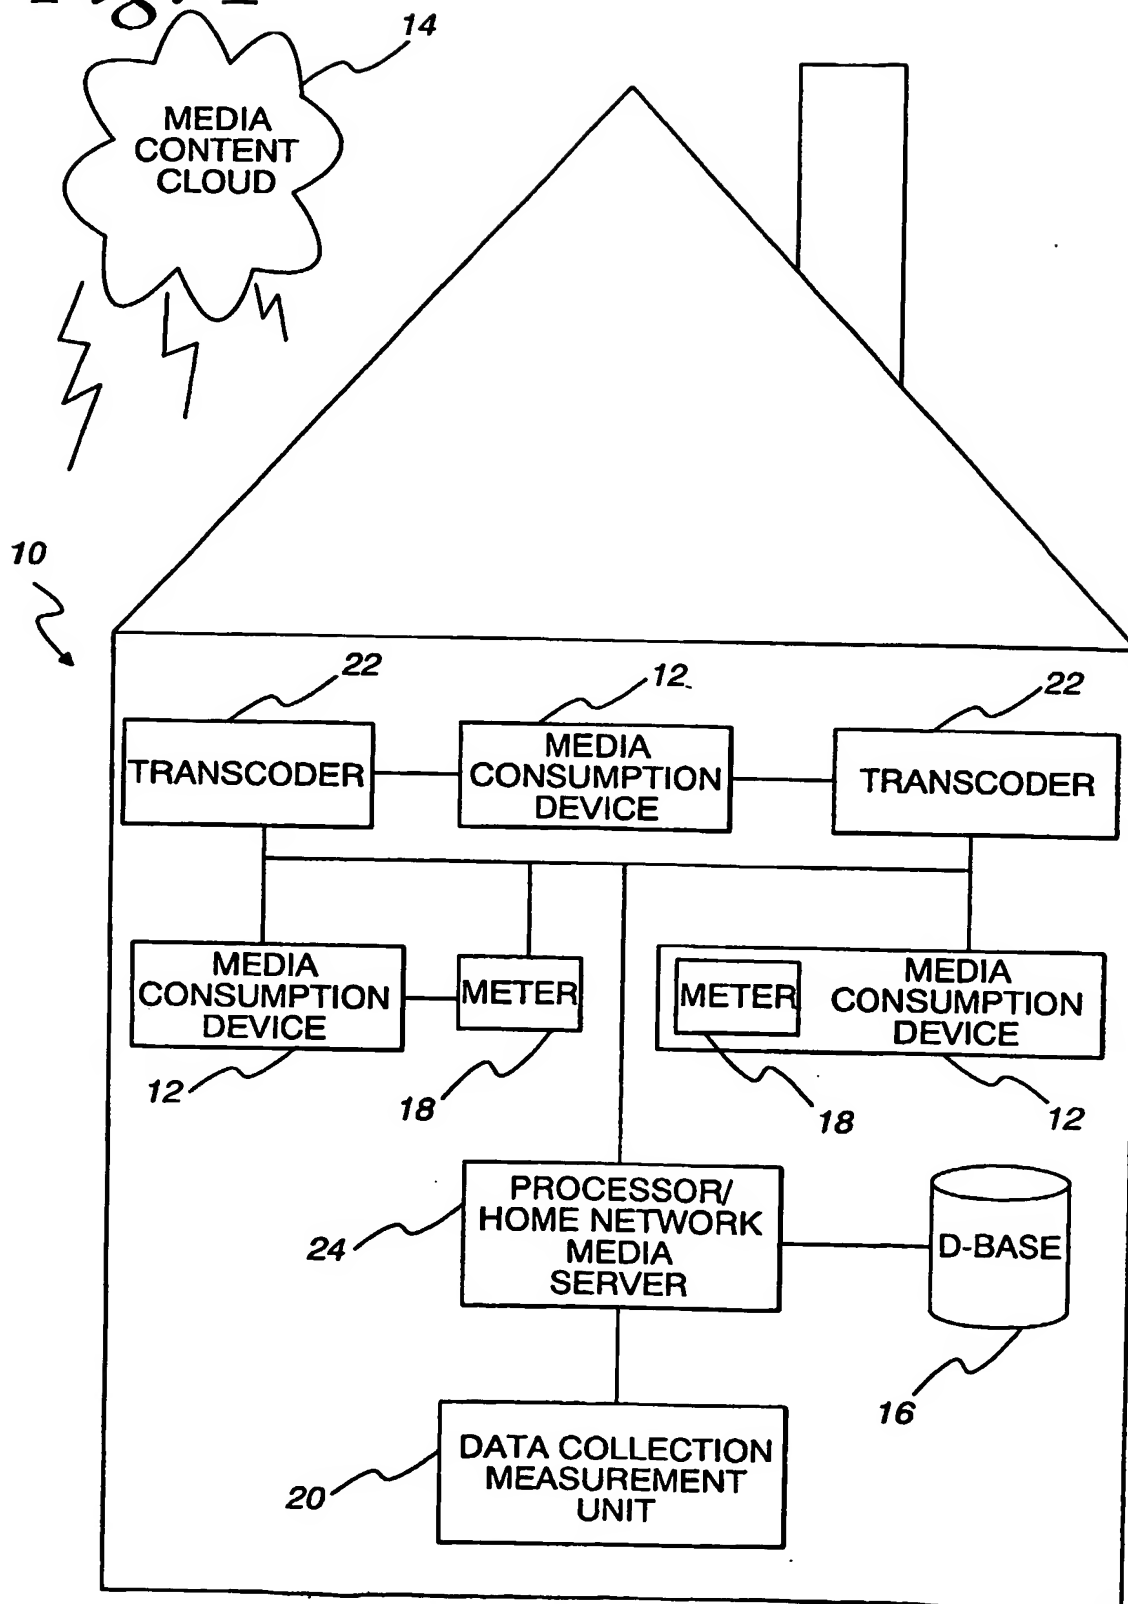 14
MEDIA
CONTENT
CLOUD
10
22
12
22
TRANSCODER
MEDIA
CONSUMPTION
DEVICE
TRANSCODER
MEDIA
CONSUMPTION
DEVICE
METER
METER
MEDIA
CONSUMPTION
DEVICE
12
18
18
12
PROCESSOR/
HOME NETWORK
MEDIA
SERVER
24
D-BASE
16
DATA COLLECTION
MEASUREMENT
UNIT
20